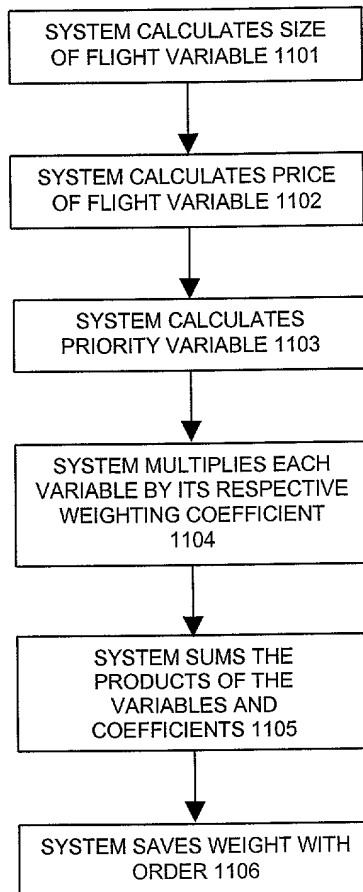 SYSTEM CALCULATES SIZE
OF FLIGHT VARIABLE 1101
SYSTEM CALCULATES PRICE
OF FLIGHT VARIABLE 1102
SYSTEM CALCULATES
PRIORITY VARIABLE 1103
SYSTEM MULTIPLIES EACH
VARIABLE BY ITS RESPECTIVE
WEIGHTING COEFFICIENT
1104
SYSTEM SUMS THE
PRODUCTS OF THE
VARIABLES AND
COEFFICIENTS 1105
SYSTEM SAVES WEIGHT WITH
ORDER 1106